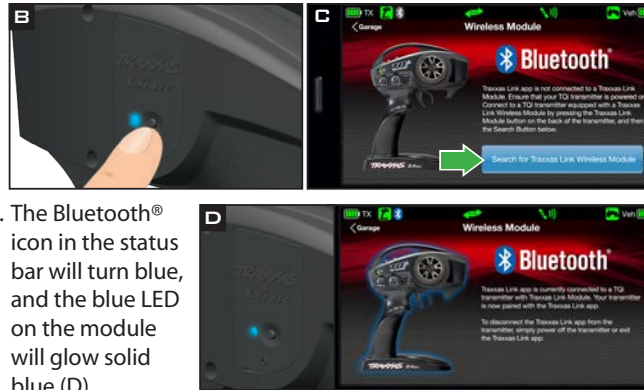 B
TRAXXAS
LINK
C
TX
Veh
Garage
Wireless Module
Bluetooth®
Traxxas Link app is not connected to a Traxxas Link
Module. Ensure that your TQi transmitter is powered on
Connect to a TQi transmitter equipped with a Traxxas
Link Wireless Module by pressing the Traxxas Link
Module button on the back of the transmitter, and then
the Search Button below.
Search for Traxxas Link Wireless Module
TRAXXAS
. The Bluetooth®
icon in the status
bar will turn blue,
and the blue LED
on the module
will glow solid
blue (D).
D
TRAXXAS
LINK
TX
Veh
Garage
Wireless Module
Bluetooth®
Traxxas Link app is currently connected to a TQi
transmitter with Traxxas Link Module. Your transmitter
is now paired with the Traxxas Link app.
To disconnect the Traxxas Link app from the
transmitter, simply power off the transmitter or exit
the Traxxas Link app.
TRAXXAS